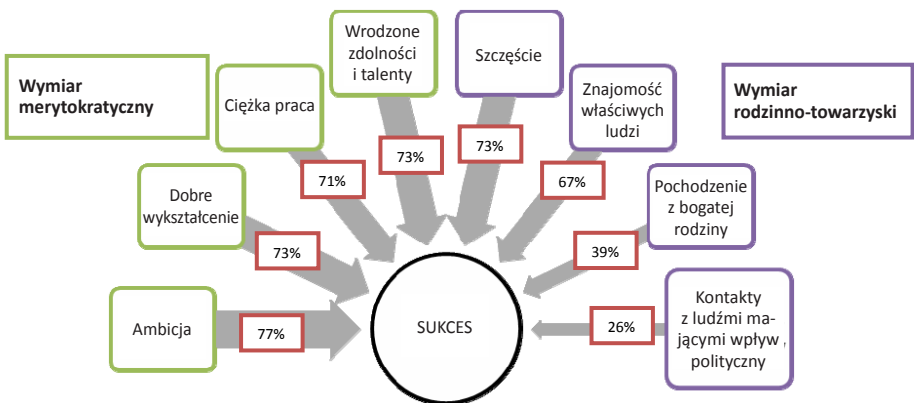 Wymiar
merytokratyczny
Ciężka praca
Wrodzone
zdolności
i talenty
Szczęście
Znajomość
właściwych
ludzi
Wymiar
rodzinno-towarzyski
Dobre
wykształcenie
71%
73%
73%
67%
Pochodzenie
z bogatej
rodziny
73%
39%
Ambicja
77%
SUKCES
26%
Kontakty
z ludźmi ma-
jącymi wpływ
polityczny